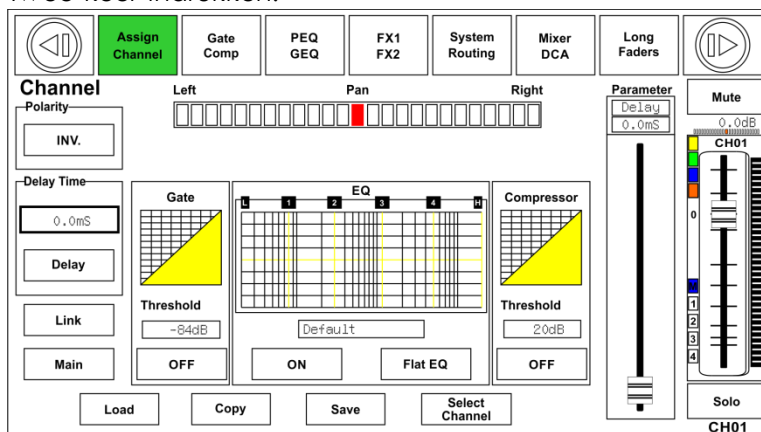 Assign
Channel
Gate
Comp
PEQ
GEQ
FX1
FX2
System
Routing
Mixer
DCA
Long
Faders
Channel
Left
Pan
Right
Parameter
Delay
0.0mS
Mute
0.0dB
CH01
Polarity
INV.
Delay Time
0.0mS
Delay
Link
Main
Gate
Threshold
-84dB
OFF
EQ
L 1 2 3 4 H
Default
ON
Flat EQ
Compressor
Threshold
20dB
OFF
0
M
1
2
3
4
Load
Copy
Save
Select
Channel
Solo
CH01